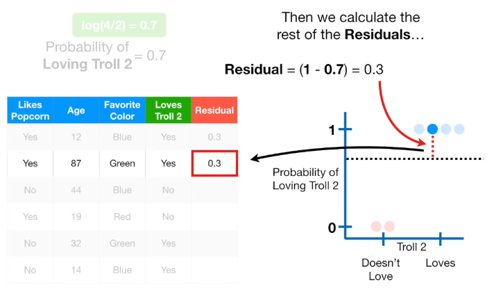 log(4/2) = 0.7
Probability of
Loving Troll 2 = 0.7
Then we calculate the
rest of the Residuals…
Residual = (1 - 0.7) = 0.3
Likes Popcorn Age Favorite Color Loves Troll 2 Residual
Yes 12 Blue Yes 0.3
Yes 87 Green Yes 0.3
No 44 Blue No
Yes 19 Red No
No 32 Green Yes
No 14 Blue Yes
1
Probability of
Loving Troll 2
0
Troll 2
Doesn't
Love
Loves